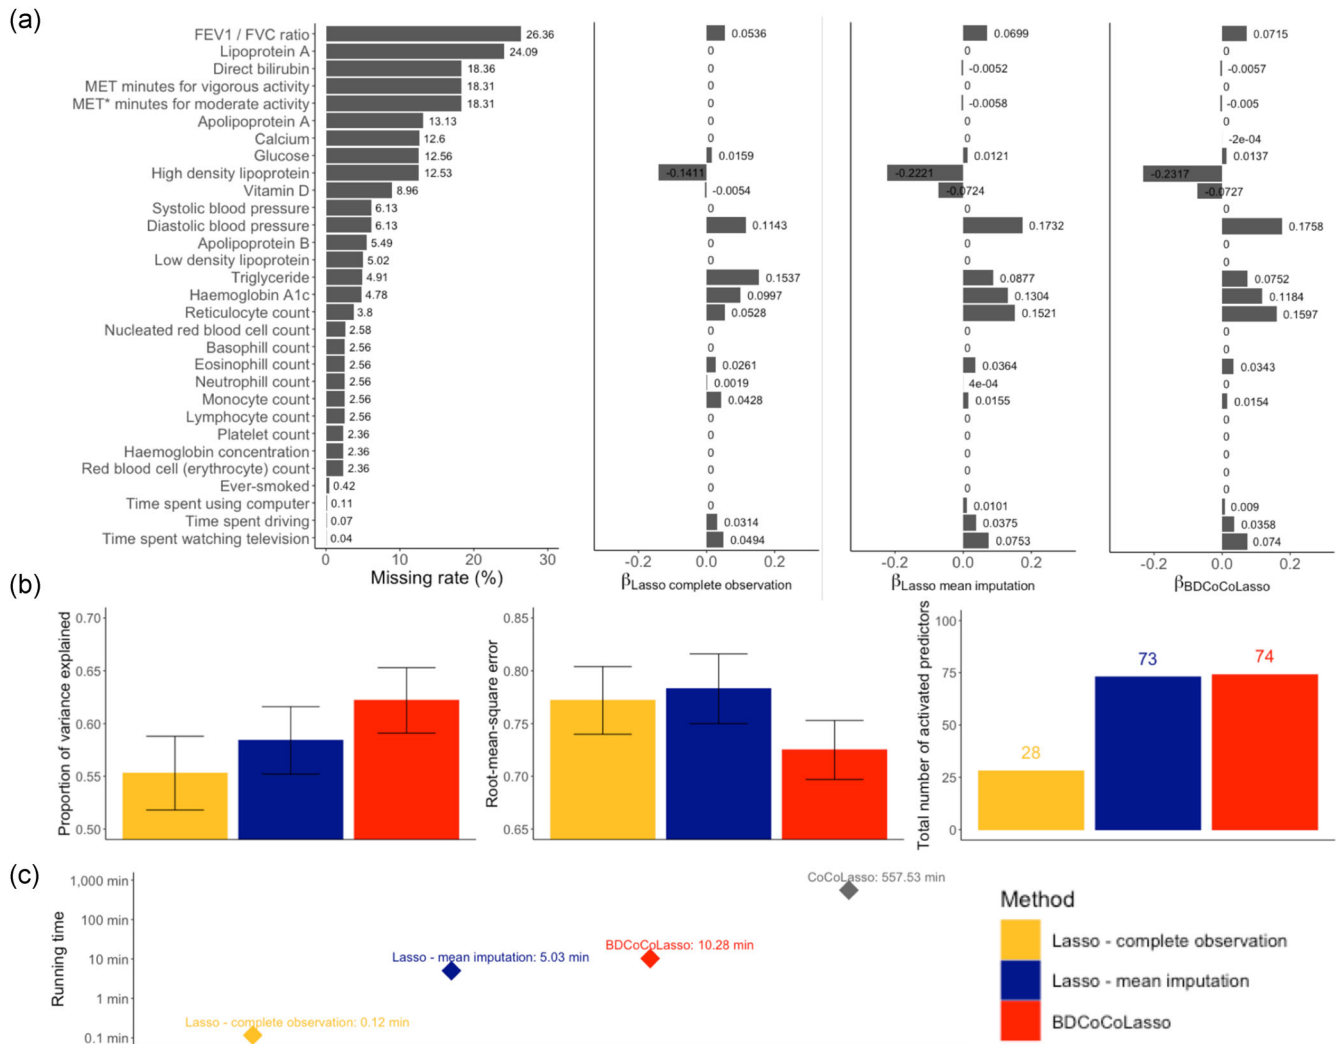 (a)
FEV1 / FVC ratio 26.36 0.0536 0.0699 0.0715
Lipoprotein A 24.09 0 0 0
Direct bilirubin 18.36 0 -0.0052 -0.0057
MET minutes for vigorous activity 18.31 0 0 0
MET* minutes for moderate activity 18.31 0 -0.0058 -0.005
Apolipoprotein A 13.13 0 0 0
Calcium 12.6 0 0 -2e-04
Glucose 12.56 0.0159 0.0121 0.0137
High density lipoprotein 12.53 -0.1411 -0.2221 -0.2317
Vitamin D 8.96 -0.0054 -0.0724 -0.0727
Systolic blood pressure 6.13 0 0 0
Diastolic blood pressure 6.13 0.1143 0.1732 0.1758
Apolipoprotein B 5.49 0 0 0
Low density lipoprotein 5.02 0 0 0
Triglyceride 4.91 0.1537 0.0877 0.0752
Haemoglobin A1c 4.78 0.0997 0.1304 0.1184
Reticulocyte count 3.8 0.0528 0.1521 0.1597
Nucleated red blood cell count 2.58 0 0 0
Basophill count 2.56 0 0 0
Eosinophill count 2.56 0.0261 0.0364 0.0343
Neutrophill count 2.56 0.0019 4e-04 0
Monocyte count 2.56 0.0428 0.0155 0.0154
Lymphocyte count 2.56 0 0 0
Platelet count 2.36 0 0 0
Haemoglobin concentration 2.36 0 0 0
Red blood cell (erythrocyte) count 2.36 0 0 0
Ever-smoked 0.42 0 0 0
Time spent using computer 0.11 0 0.0101 0.009
Time spent driving 0.07 0.0314 0.0375 0.0358
Time spent watching television 0.04 0.0494 0.0753 0.074
0 10 20 30 -0.2 0.0 0.2 -0.2 0.0 0.2 -0.2 0.0 0.2
Missing rate (%) βLasso complete observation βLasso mean imputation βBDCoCoLasso
(b)
Proportion of variance explained
0.70
0.65
0.60
0.55
0.50
Root-mean-square error
0.85
0.80
0.75
0.70
0.65
Total number of activated predictors
100
75
50
25
0
28
73
74
(c)
Running time
1,000 min
100 min
10 min
1 min
0.1 min
CoCoLasso: 557.53 min
BDCoCoLasso: 10.28 min
Lasso - mean imputation: 5.03 min
Lasso - complete observation: 0.12 min
Method
Lasso - complete observation
Lasso - mean imputation
BDCoCoLasso